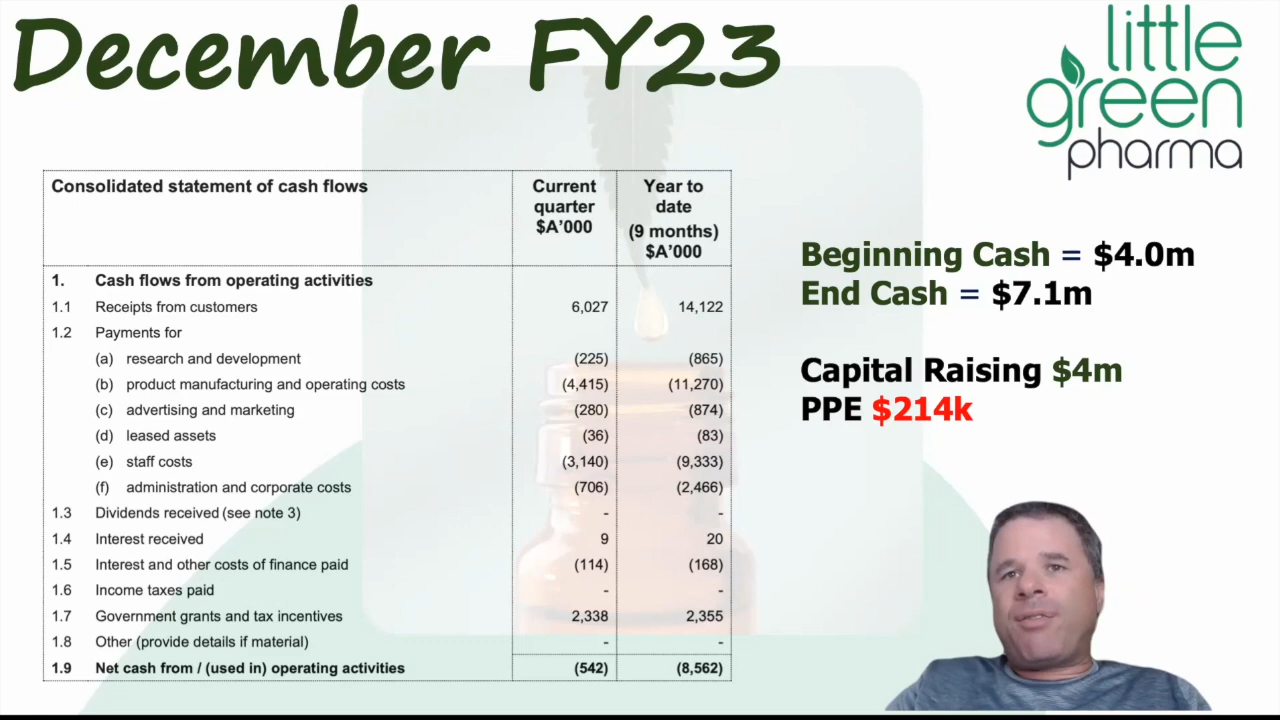 December FY23
little
green
pharma
Consolidated statement of cash flows
Current quarter $A'000
Year to date (9 months) $A'000
1. Cash flows from operating activities
1.1 Receipts from customers 6,027 14,122
1.2 Payments for
(a) research and development (225) (865)
(b) product manufacturing and operating costs (4,415) (11,270)
(c) advertising and marketing (280) (874)
(d) leased assets (36) (83)
(e) staff costs (3,140) (9,333)
(f) administration and corporate costs (706) (2,466)
1.3 Dividends received (see note 3) - -
1.4 Interest received 9 20
1.5 Interest and other costs of finance paid (114) (168)
1.6 Income taxes paid - -
1.7 Government grants and tax incentives 2,338 2,355
1.8 Other (provide details if material) - -
1.9 Net cash from / (used in) operating activities (542) (8,562)
Beginning Cash = $4.0m
End Cash = $7.1m
Capital Raising $4m
PPE $214k